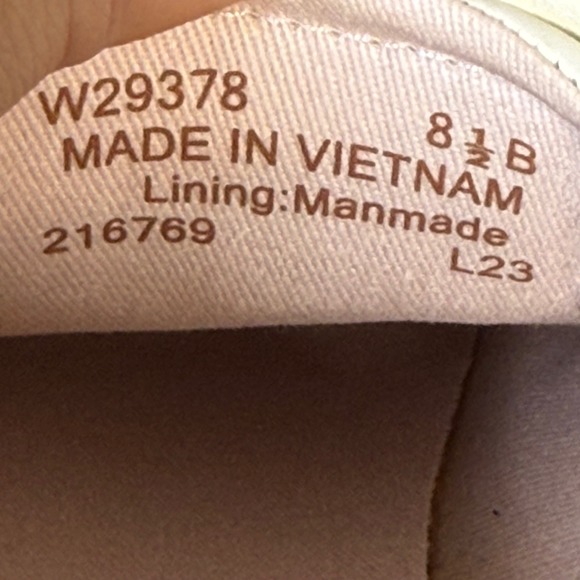 W29378 8 ½ B
MADE IN VIETNAM
Lining:Manmade
216769 L23